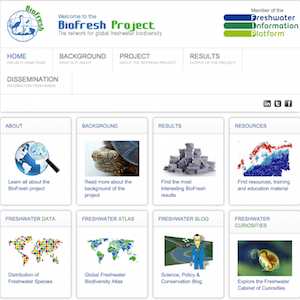 BioFresh
Welcome to the
BioFresh Project
The network for global freshwater biodiversity
Member of the
Freshwater
Information
Platform
HOME
PROJECT HOME PAGE
BACKGROUND
WHAT IS IT ABOUT
PROJECT
ABOUT THE BIOFRESH PROJECT
RESULTS
OUTPUT OF THE PROJECT
DISSEMINATION
INFORMATION FROM ASIDES
ABOUT
BACKGROUND
RESULTS
RESOURCES
Learn all about the
BioFresh project
Read more about the
background of the
project
Find the most
interesting BioFresh
results
Find resources, training
and education material
FRESHWATER DATA
FRESHWATER ATLAS
FRESHWATER BLOG
FRESHWATER
CURIOSITIES
Distribution of
Freshwater Species
Global Freshwater
Biodiversity Atlas
Science, Policy &
Conservation Blog
Explore the Freshwater
Cabinet of Curiosities